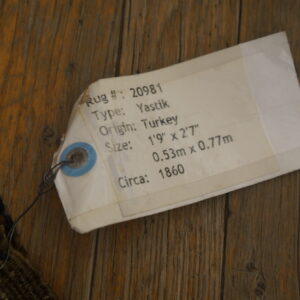 Rug #: 20981
Type: Yastik
Origin: Turkey
Size: 1'9" x 2'7"
0.53m x 0.77m
Circa: 1860